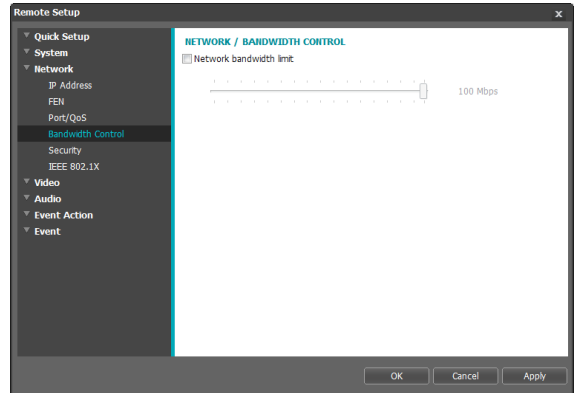 Remote Setup
x
Quick Setup
System
Network
IP Address
FEN
Port/QoS
Bandwidth Control
Security
IEEE 802.1X
Video
Audio
Event Action
Event
NETWORK / BANDWIDTH CONTROL
Network bandwidth limit
100 Mbps
OK
Cancel
Apply